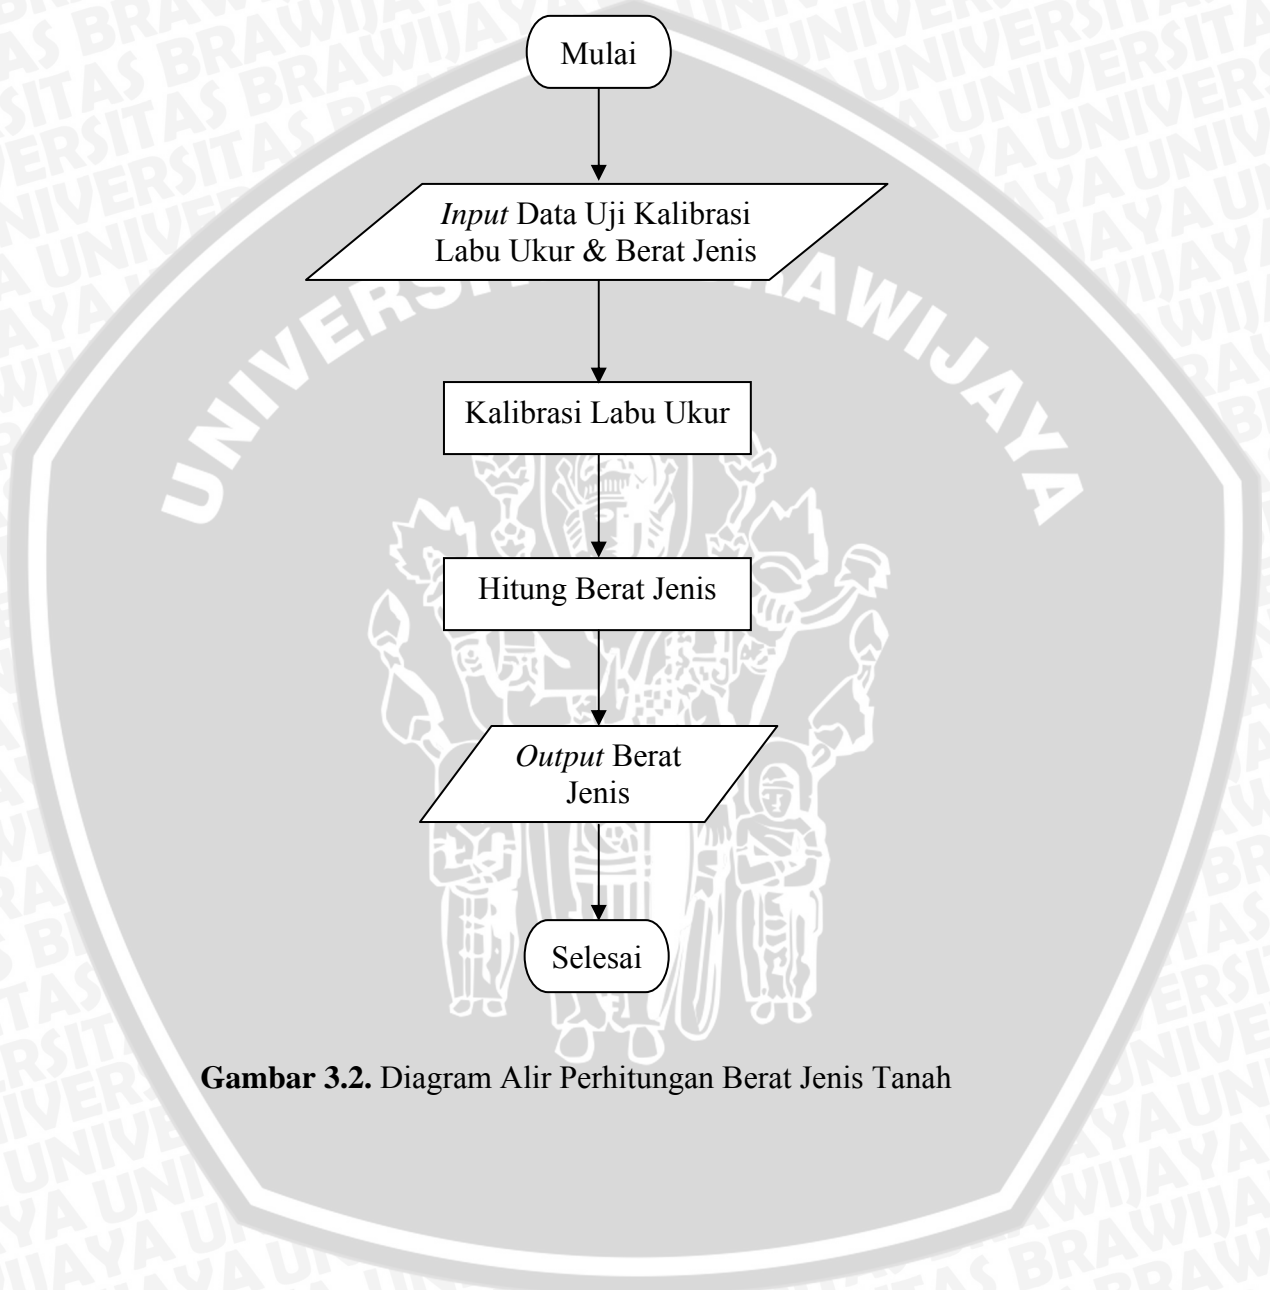 Mulai
Input Data Uji Kalibrasi
Labu Ukur & Berat Jenis
Kalibrasi Labu Ukur
Hitung Berat Jenis
Output Berat
Jenis
Selesai
Gambar 3.2. Diagram Alir Perhitungan Berat Jenis Tanah